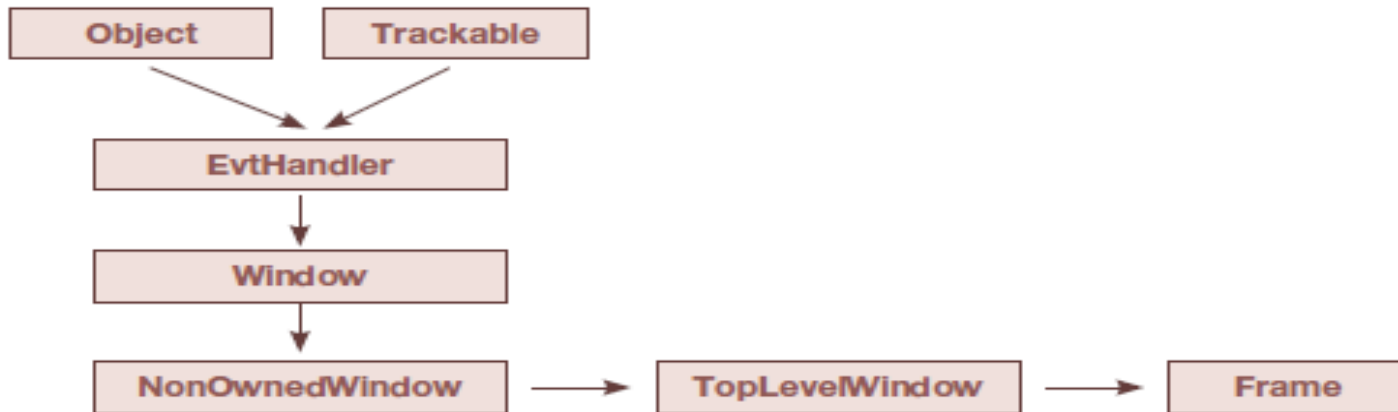 Object
Trackable
EvtHandler
Window
NonOwnedWindow
TopLevelWindow
Frame